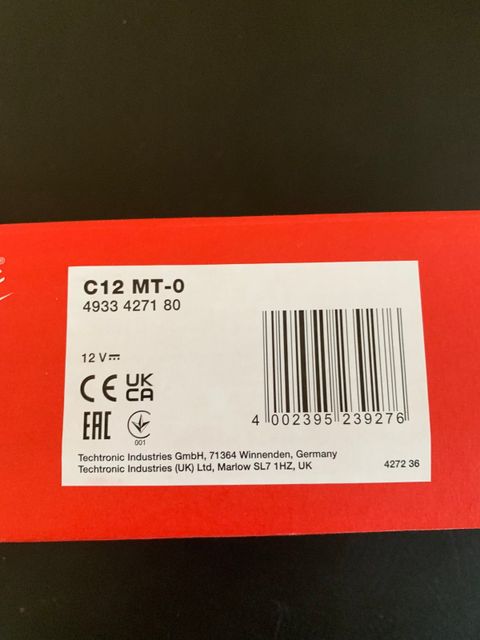 C12 MT-0
4933 4271 80
12 V
CE UK CA
EAC
001
4 002395 239276
Techtronic Industries GmbH, 71364 Winnenden, Germany
Techtronic Industries (UK) Ltd, Marlow SL7 1HZ, UK
4272 36